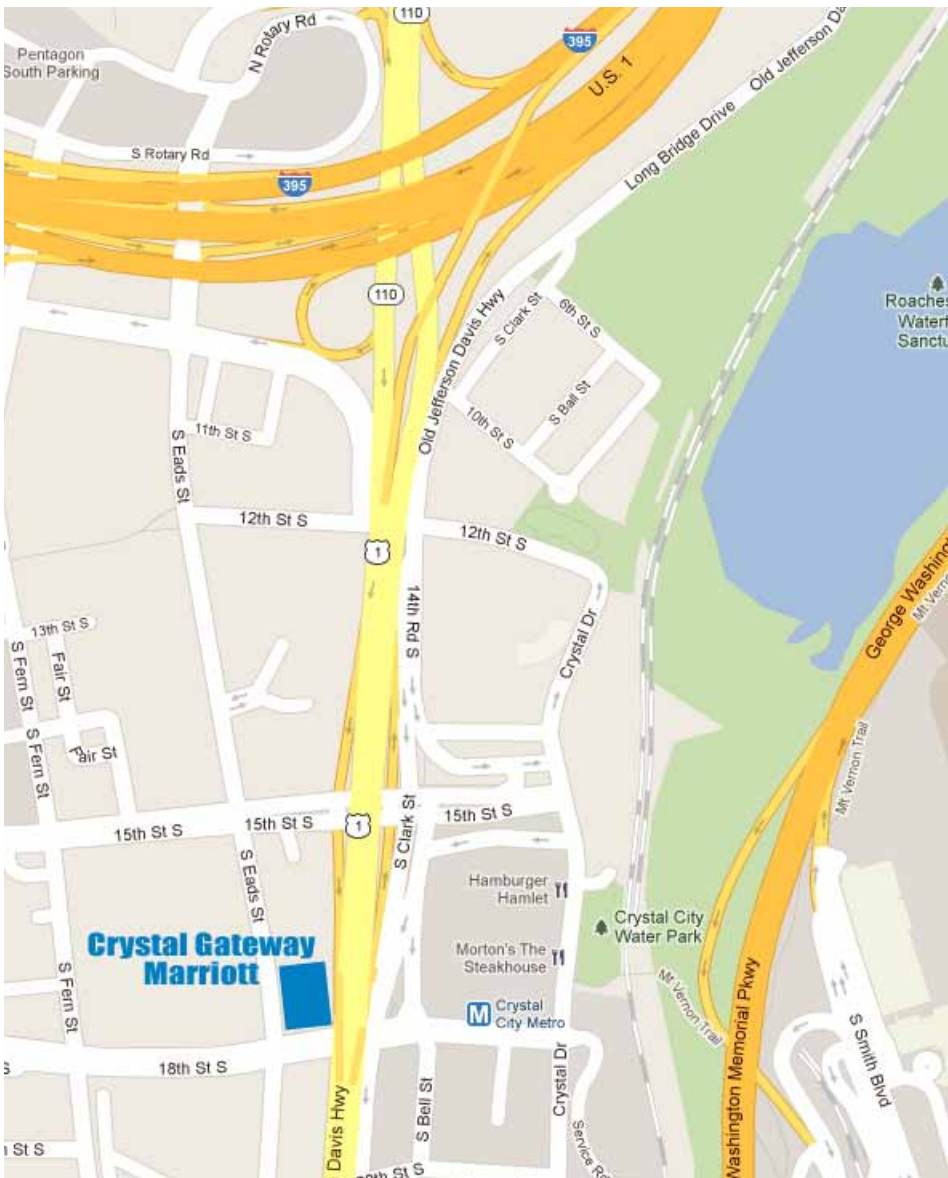 110
395
Pentagon
South Parking
N Rotary Rd
U.S. 1
Old Jefferson
Long Bridge Drive
S Rotary Rd
395
110
Old Jefferson Davis Hwy
S Clark St
6th St S
S Ball St
10th St S
Waterf
Sanctu
11th St S
S Eads St
12th St S
12th St S
1
14th Rd S
Crystal Dr
George Washing
Mt Verno
13th St S
S Fern St
Fair St
S Fern St
Fair St
Mt Vernon Trail
15th St S
15th St S
1
S Clark St
15th St S
S Eads St
Hamburger
Hamlet
Crystal City
Water Park
Crystal Gateway
Marriott
Morton's The
Steakhouse
S Fern St
M
Crystal
City Metro
Mt Vernon Trail
Washington Memorial Pkwy
S Smith Blvd
S
18th St S
Davis Hwy
S Bell St
Crystal Dr
Service Rd
St S
St S